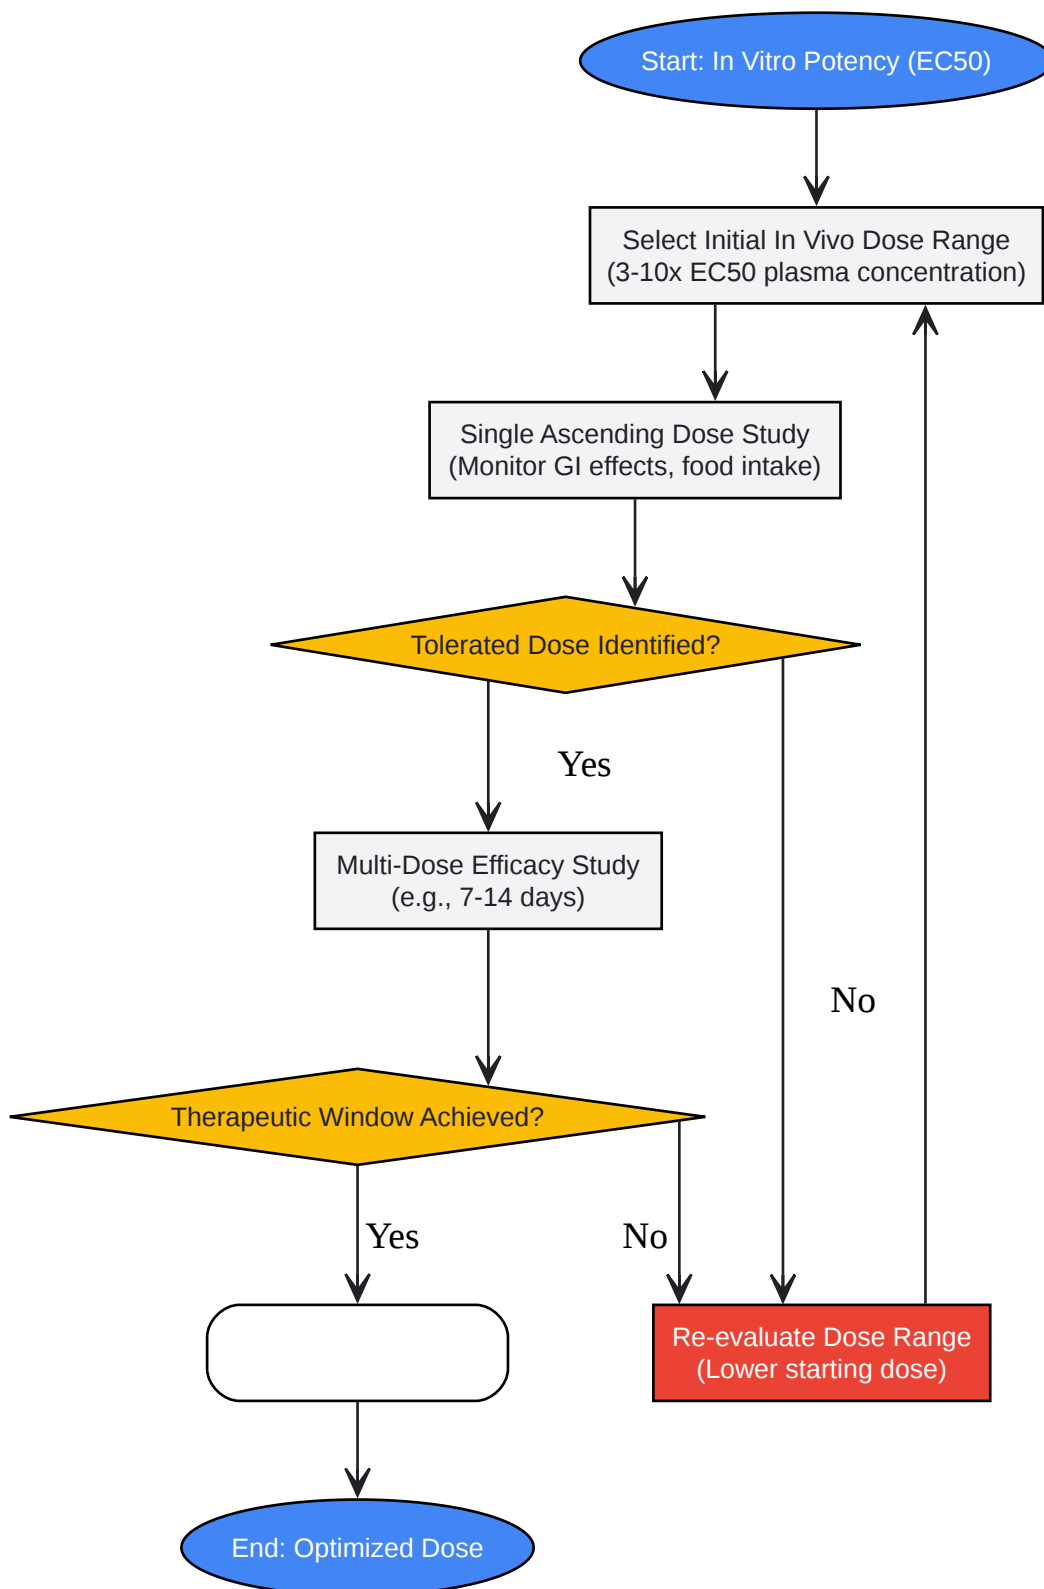 Start: In Vitro Potency (EC50)
Select Initial In Vivo Dose Range
(3-10x EC50 plasma concentration)
Single Ascending Dose Study
(Monitor GI effects, food intake)
Tolerated Dose Identified?
Yes
Multi-Dose Efficacy Study
(e.g., 7-14 days)
No
Therapeutic Window Achieved?
Yes
No
Re-evaluate Dose Range
(Lower starting dose)
End: Optimized Dose